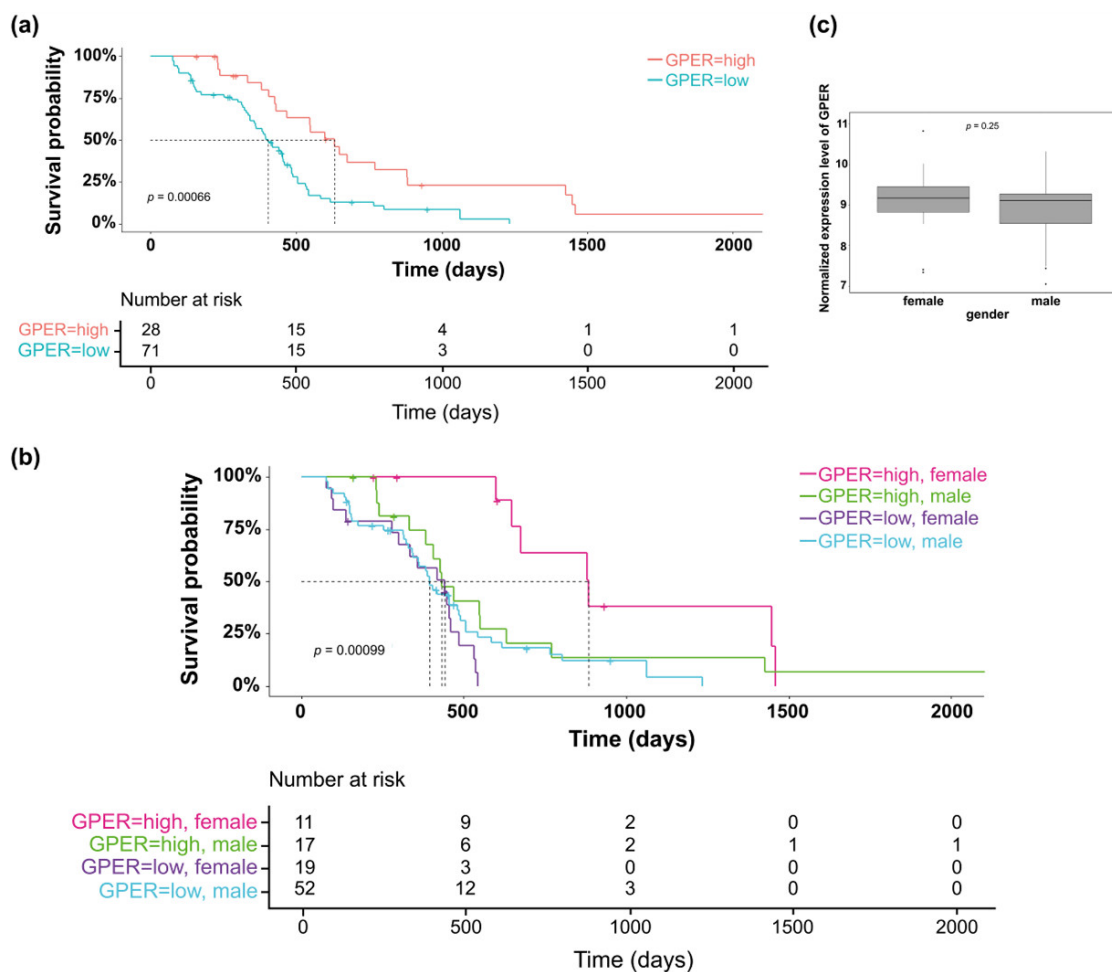 (a)
Survival probability
100%
75%
50%
25%
0%
p = 0.00066
GPER=high
GPER=low
0 500 1000 1500 2000
Time (days)
Number at risk
GPER=high 28 15 4 1 1
GPER=low 71 15 3 0 0
0 500 1000 1500 2000
Time (days)
(c)
Normalized expression level of GPER
11
10
9
8
7
p = 0.25
female male
gender
(b)
Survival probability
100%
75%
50%
25%
0%
p = 0.00099
GPER=high, female
GPER=high, male
GPER=low, female
GPER=low, male
0 500 1000 1500 2000
Time (days)
Number at risk
GPER=high, female 11 9 2 0 0
GPER=high, male 17 6 2 1 1
GPER=low, female 19 3 0 0 0
GPER=low, male 52 12 3 0 0
0 500 1000 1500 2000
Time (days)